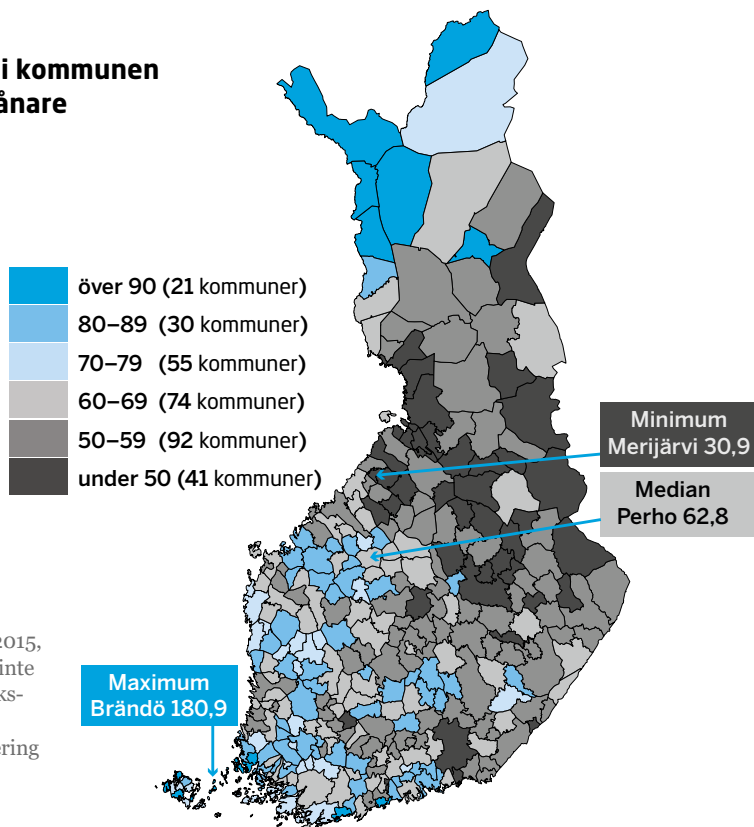 i kommunen
ånare
över 90 (21 kommuner)
80–89 (30 kommuner)
70–79 (55 kommuner)
60–69 (74 kommuner)
50–59 (92 kommuner)
under 50 (41 kommuner)
Minimum
Merijärvi 30,9
Median
Perho 62,8
2015,
inte
ks-
ering
Maximum
Brändö 180,9